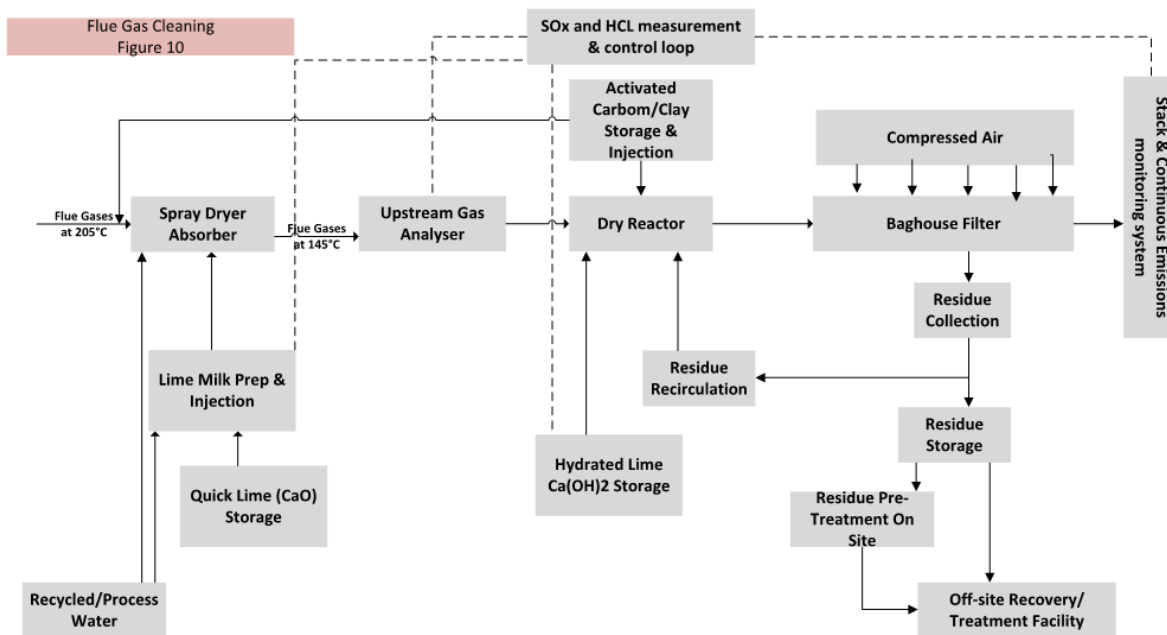 Flue Gas Cleaning
Figure 10
SOx and HCL measurement
& control loop
Activated
Carbom/Clay
Storage &
Injection
Compressed Air
Stack & Continuous Emissions
monitoring system
Flue Gases
at 205°C
Spray Dryer
Absorber
Flue Gases
at 145°C
Upstream Gas
Analyser
Dry Reactor
Baghouse Filter
Residue
Collection
Lime Milk Prep &
Injection
Residue
Recirculation
Residue
Storage
Quick Lime (CaO)
Storage
Hydrated Lime
Ca(OH)2 Storage
Residue Pre-
Treatment On
Site
Recycled/Process
Water
Off-site Recovery/
Treatment Facility